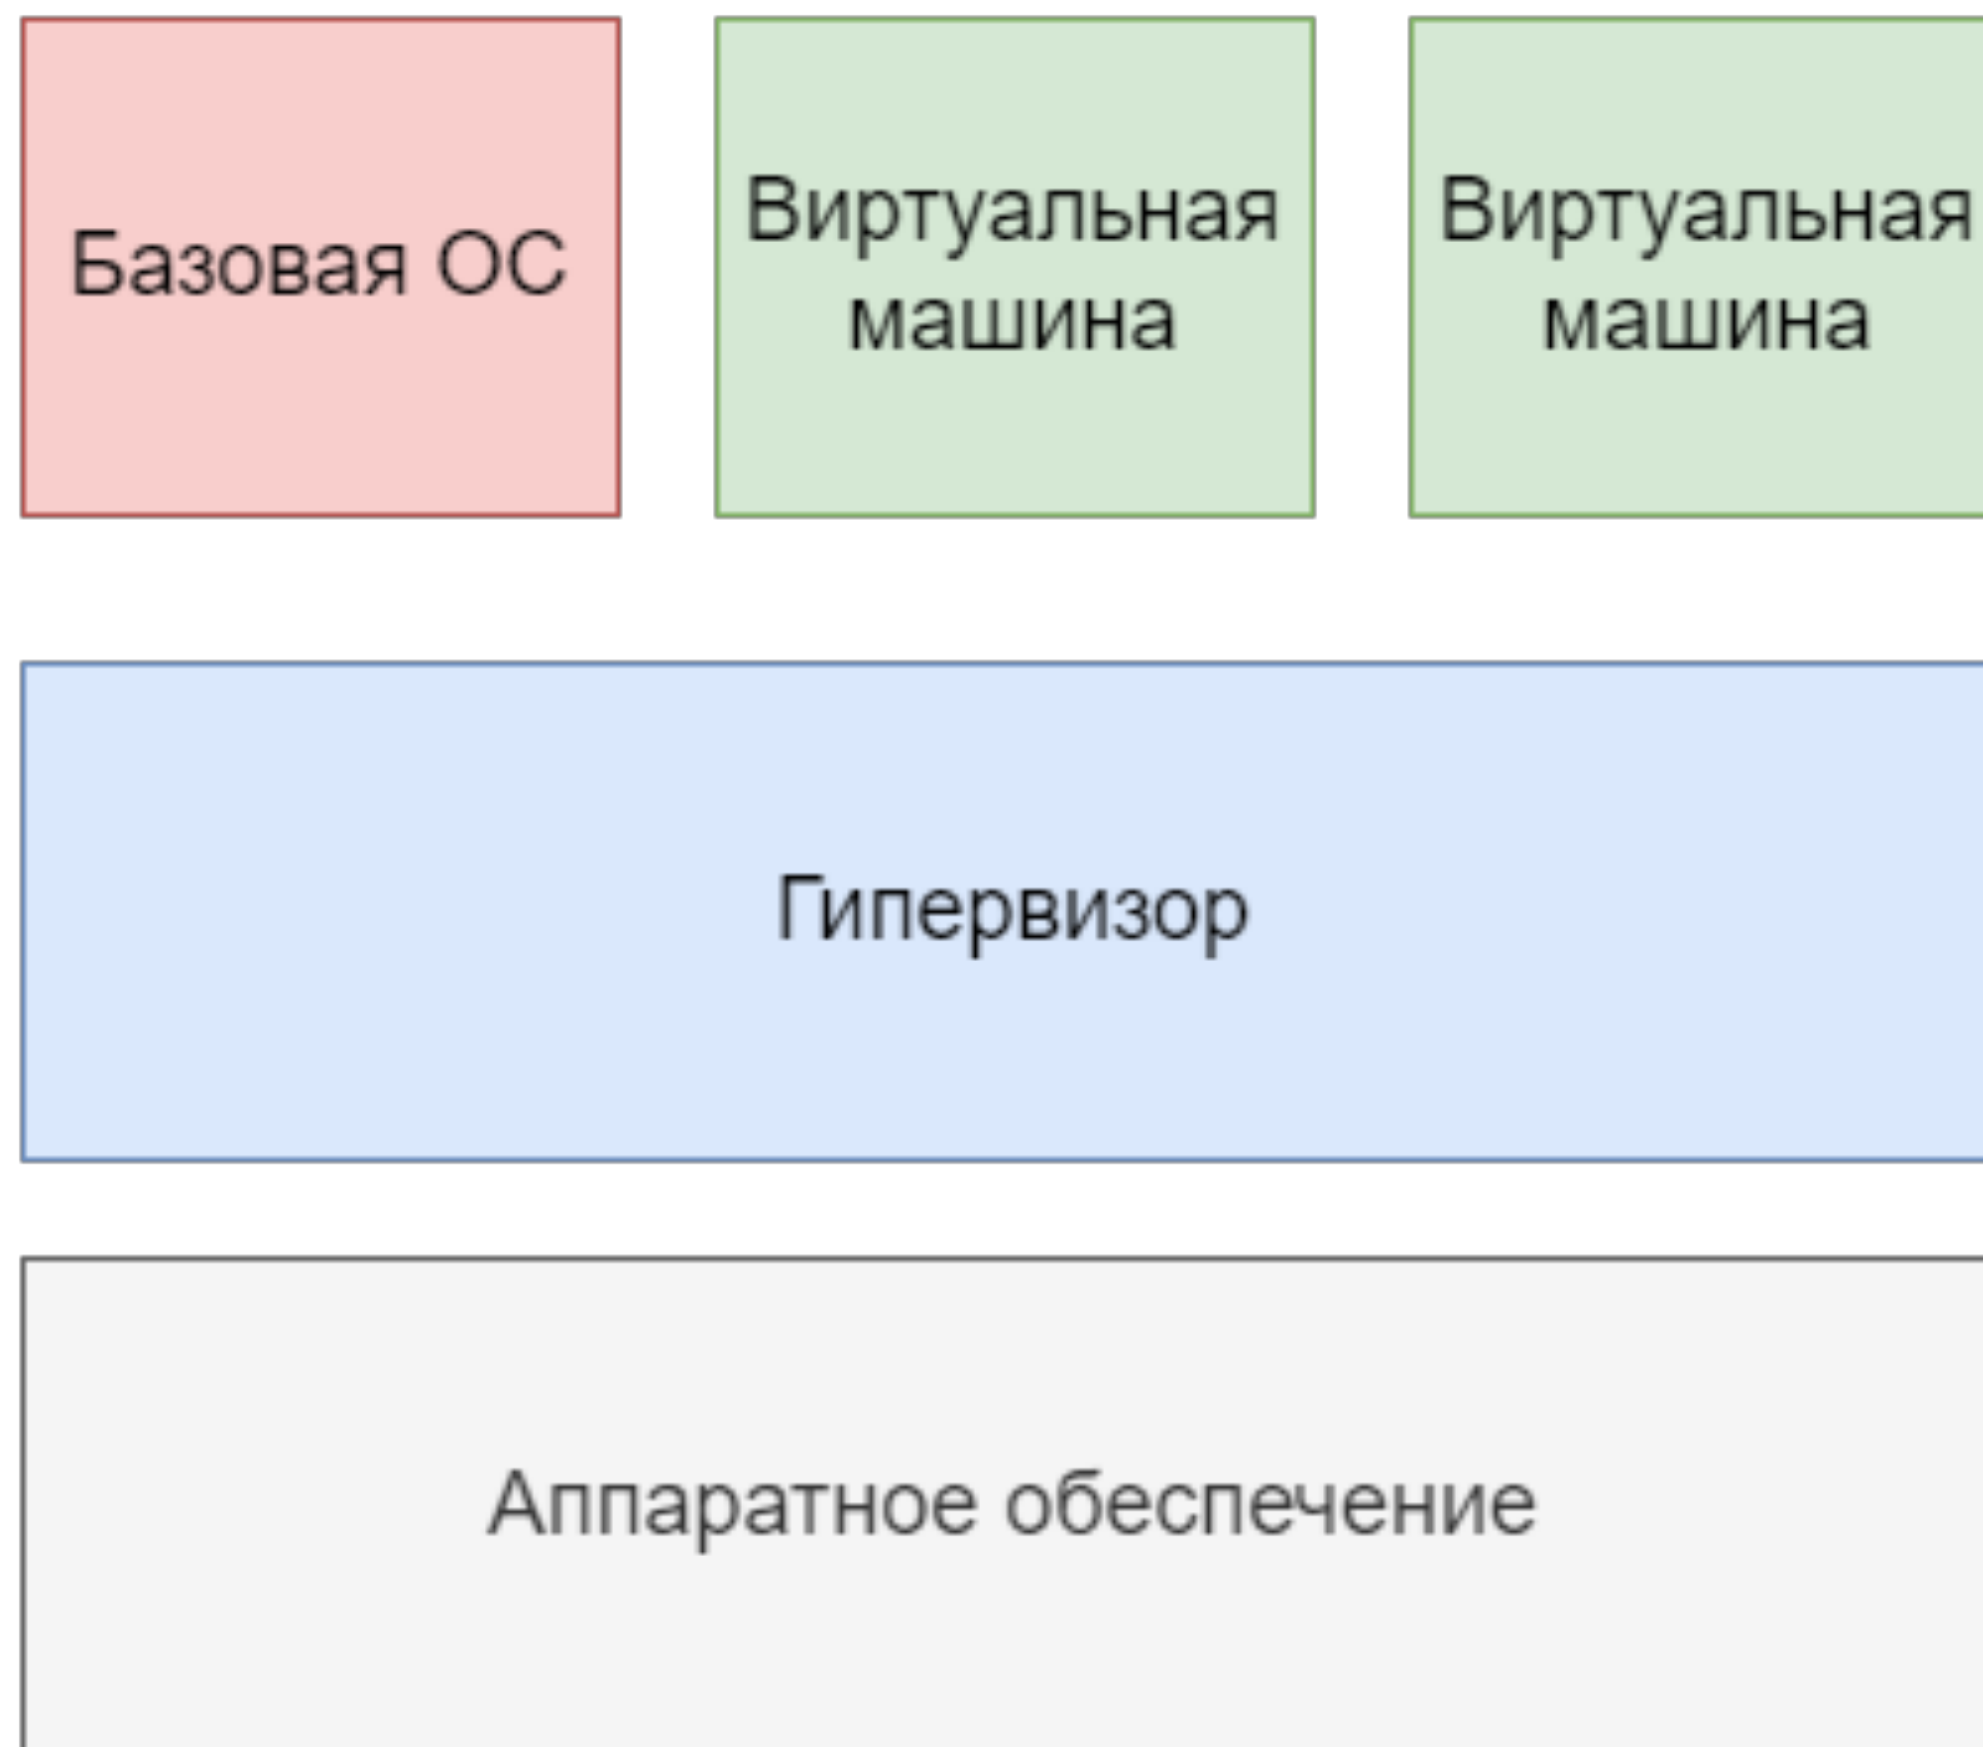 Базовая ОС
Виртуальная
машина
Виртуальная
машина
Гипервизор
Аппаратное обеспечение